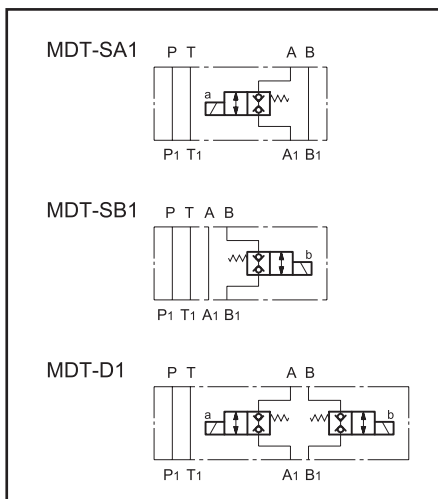 MDT-SA1
P T A B
a
P1 T1 A1 B1
MDT-SB1
P T A B
b
P1 T1 A1 B1
MDT-D1
P T A B
a b
P1 T1 A1 B1